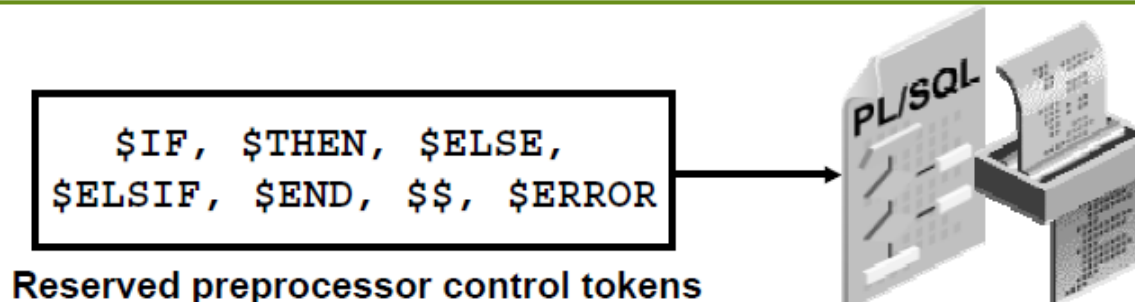 $IF, $THEN, $ELSE,
$ELSIF, $END, $$, $ERROR
Reserved preprocessor control tokens
PL/SQL